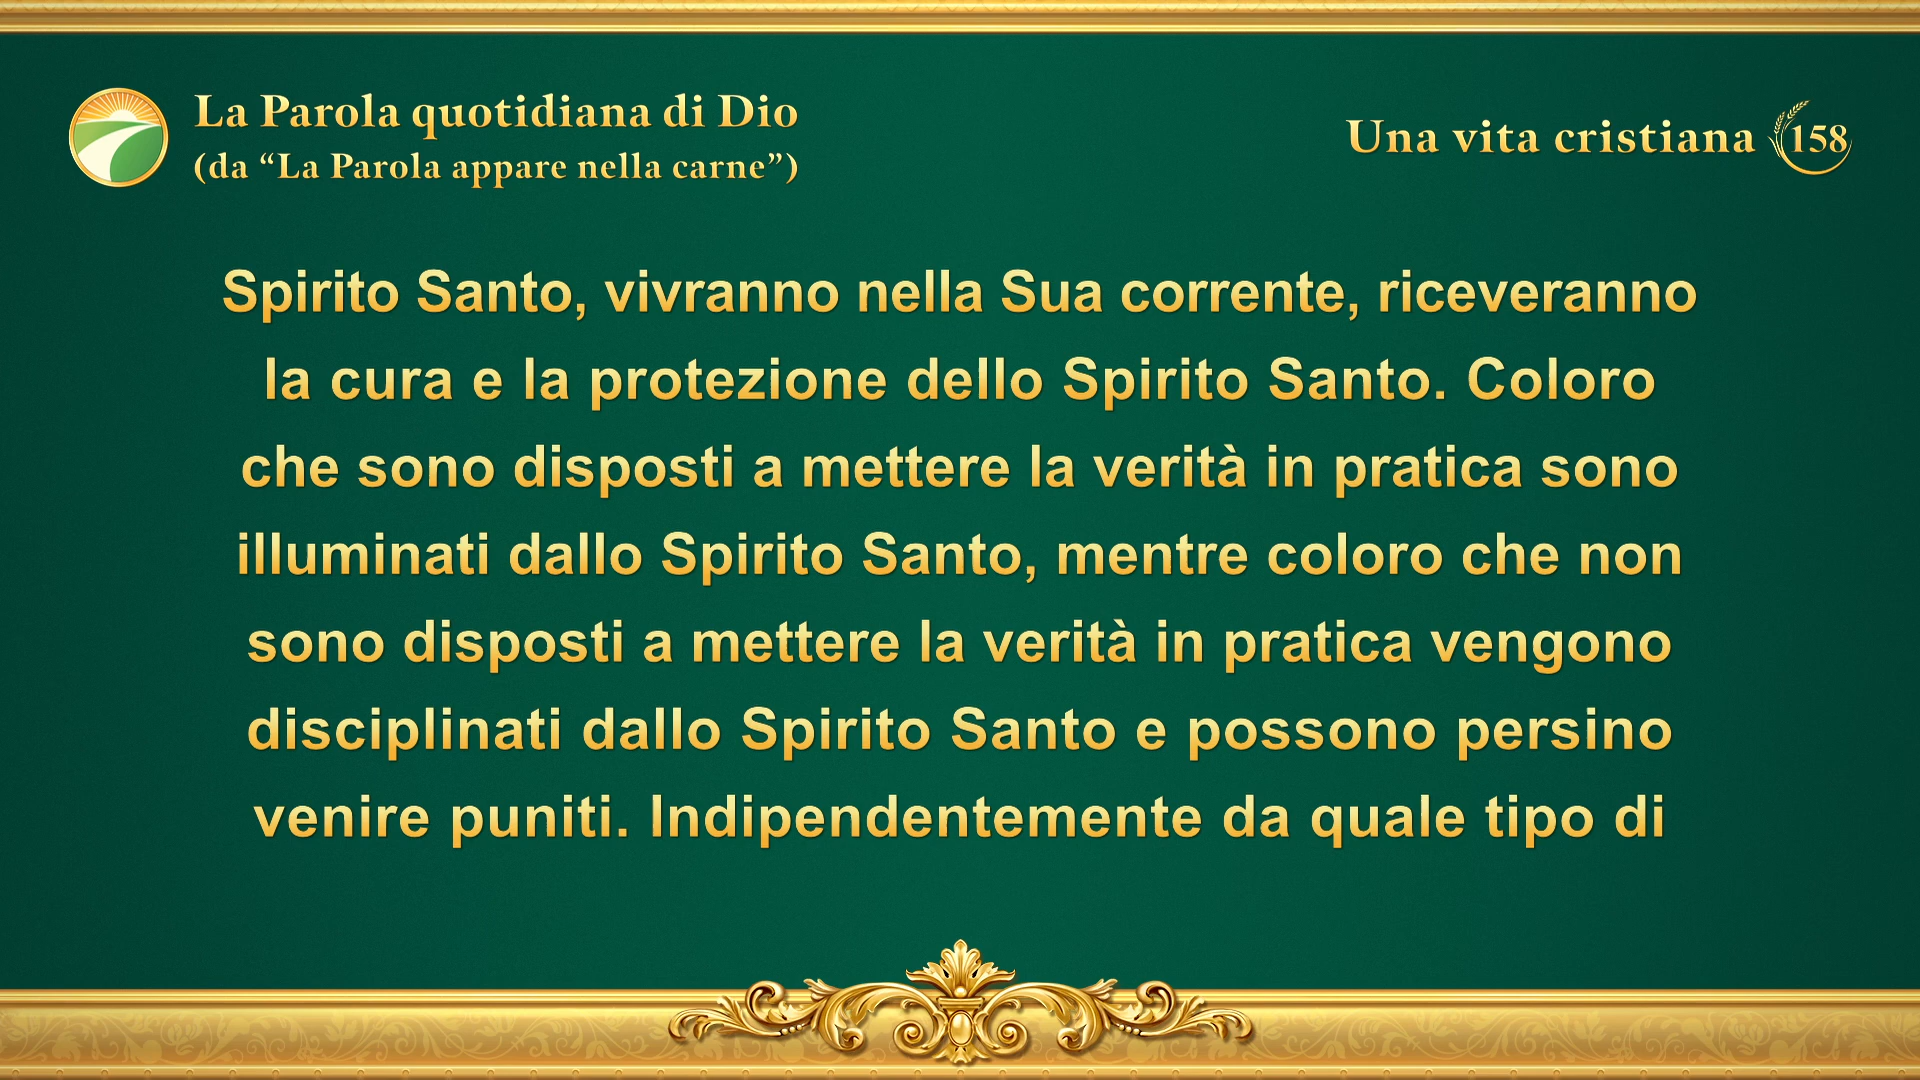 La Parola quotidiana di Dio
(da “La Parola appare nella carne”)
Una vita cristiana 158
Spirito Santo, vivranno nella Sua corrente, riceveranno
la cura e la protezione dello Spirito Santo. Coloro
che sono disposti a mettere la verità in pratica sono
illuminati dallo Spirito Santo, mentre coloro che non
sono disposti a mettere la verità in pratica vengono
disciplinati dallo Spirito Santo e possono persino
venire puniti. Indipendentemente da quale tipo di